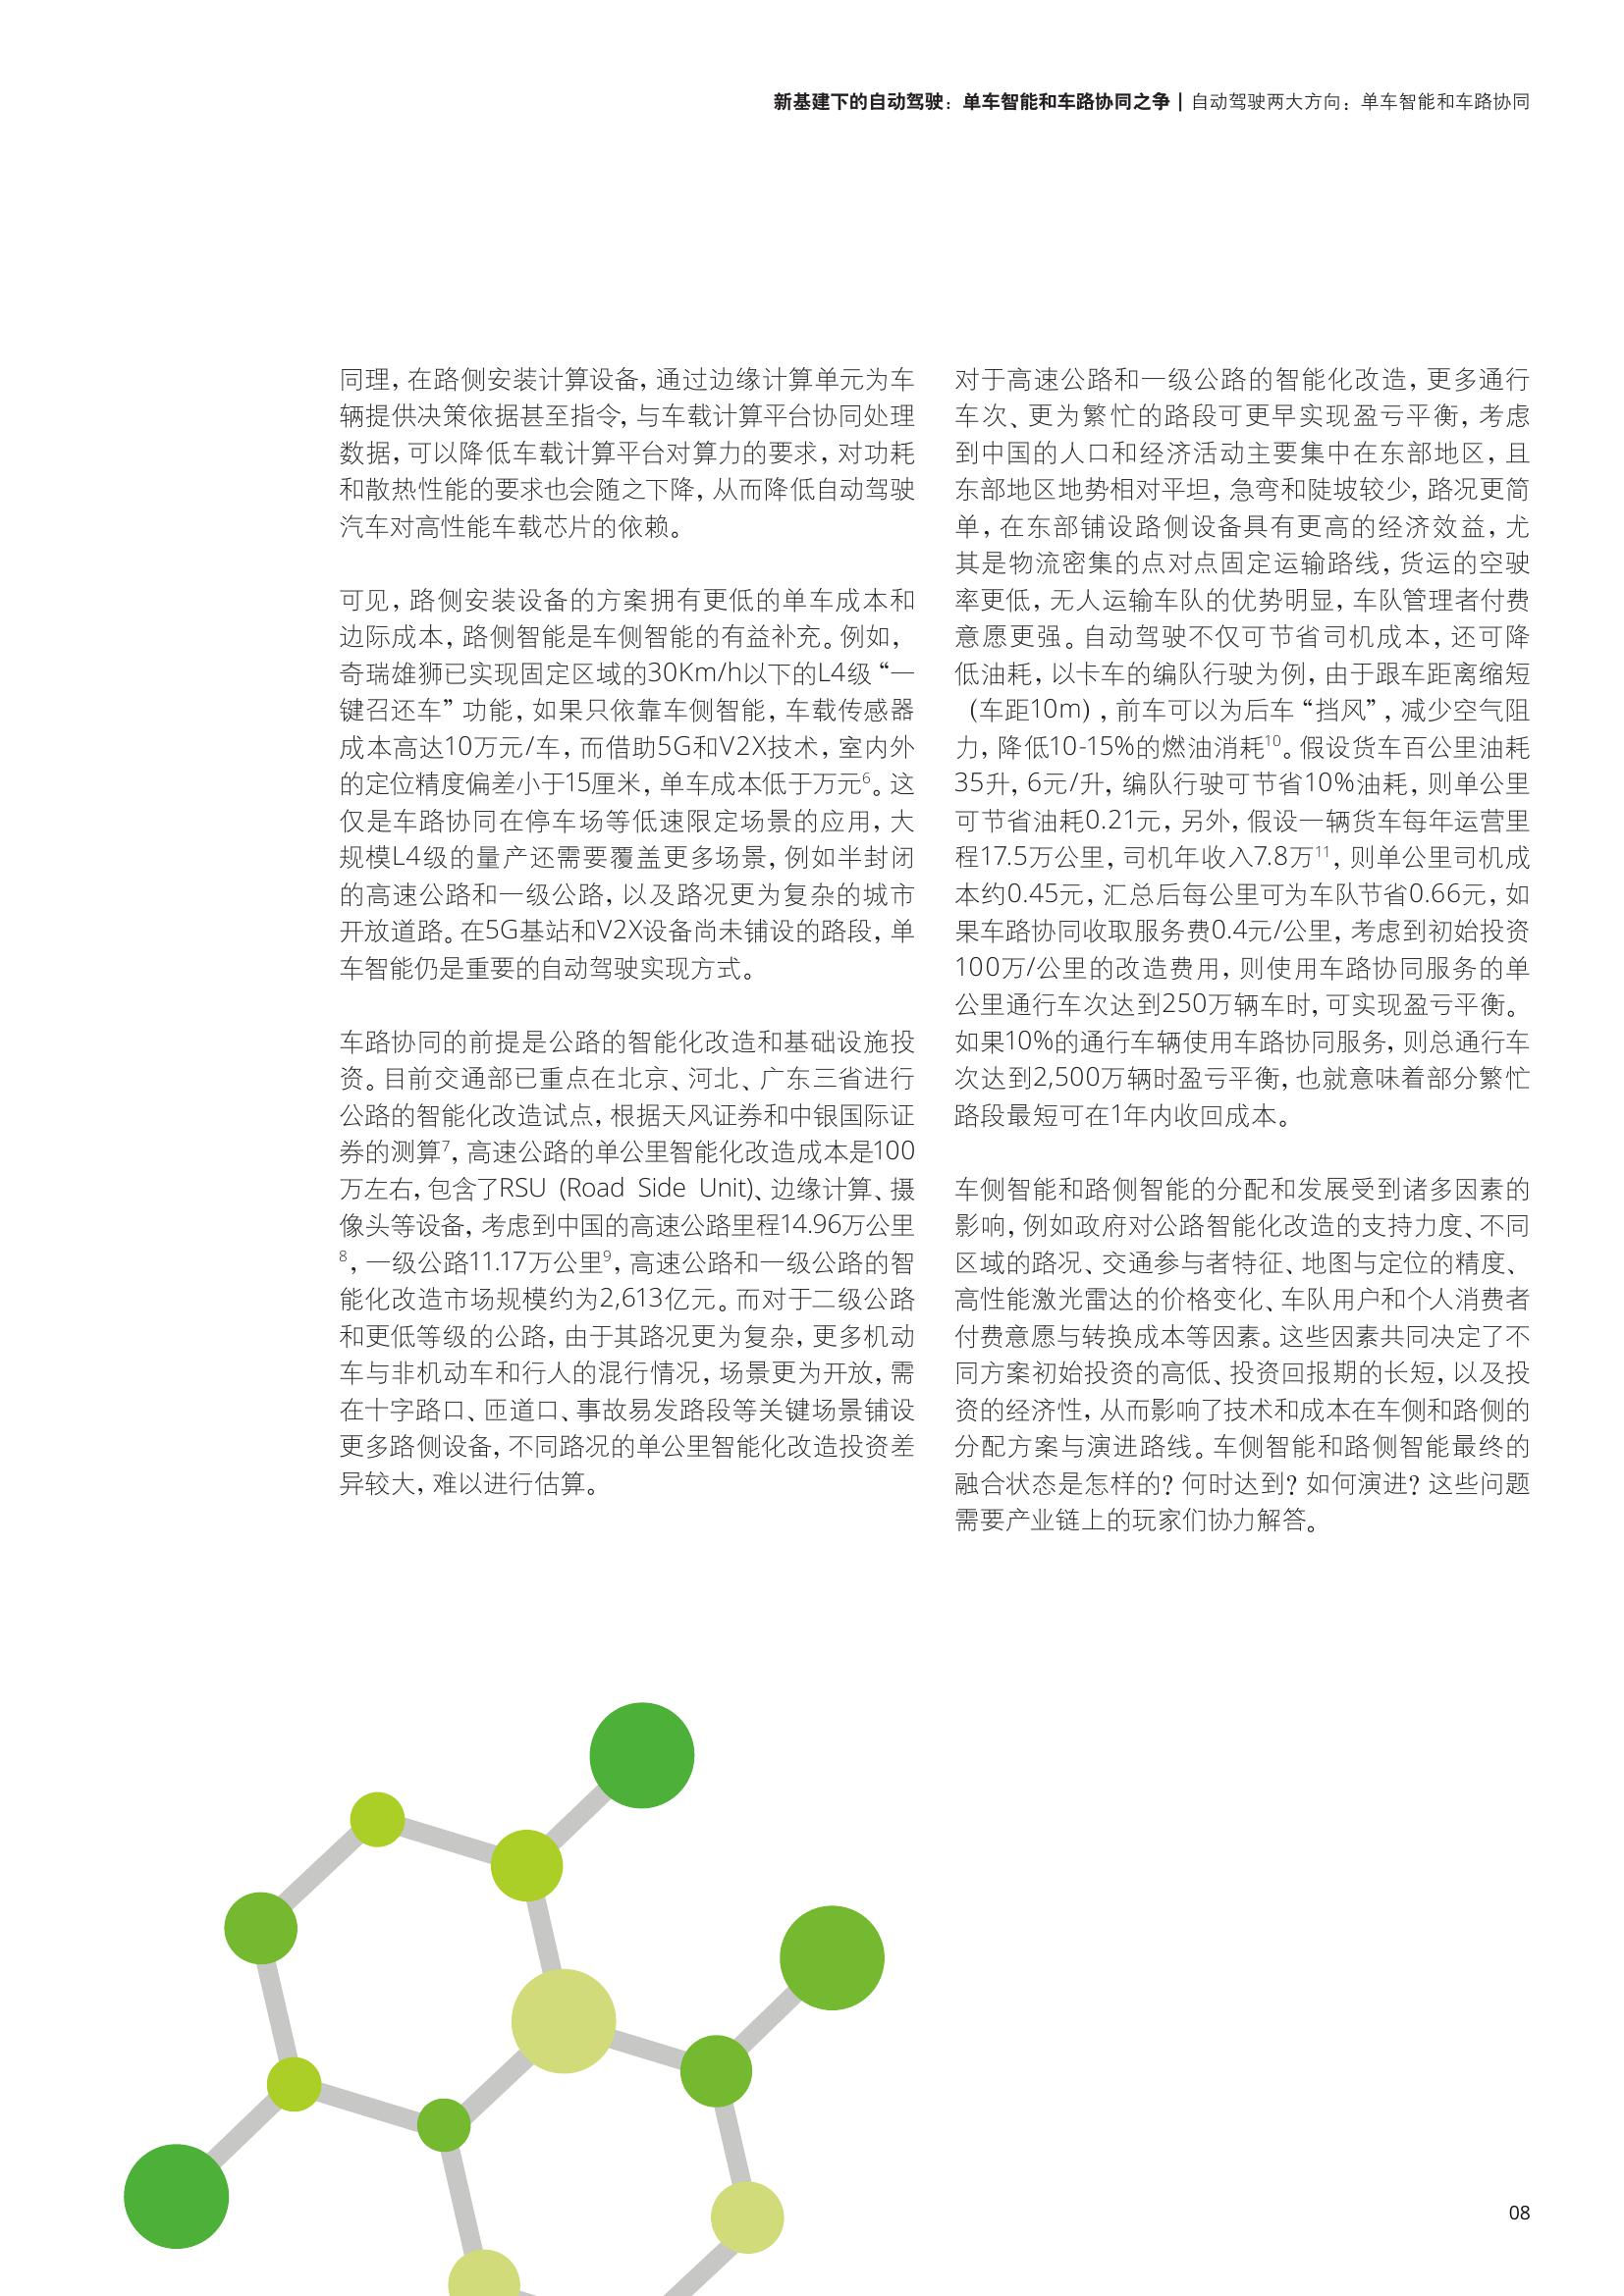 新基建下的自动驾驶：单车智能和车路协同之争 | 自动驾驶两大方向：单车智能和车路协同
同理，在路侧安装计算设备，通过边缘计算单元为车
辆提供决策依据甚至指令，与车载计算平台协同处理
数据，可以降低车载计算平台对算力的要求，对功耗
和散热性能的要求也会随之下降，从而降低自动驾驶
汽车对高性能车载芯片的依赖。
可见，路侧安装设备的方案拥有更低的单车成本和
边际成本，路侧智能是车侧智能的有益补充。例如，
奇瑞雄狮已实现固定区域的30Km/h以下的L4级“一
键召还车”功能，如果只依靠车侧智能，车载传感器
成本高达10万元/车，而借助5G和V2X技术，室内外
的定位精度偏差小于15厘米，单车成本低于万元6。这
仅是车路协同在停车场等低速限定场景的应用，大
规模L4级的量产还需要覆盖更多场景，例如半封闭
的高速公路和一级公路，以及路况更为复杂的城市
开放道路。在5G基站和V2X设备尚未铺设的路段，单
车智能仍是重要的自动驾驶实现方式。
车路协同的前提是公路的智能化改造和基础设施投
资。目前交通部已重点在北京、河北、广东三省进行
公路的智能化改造试点，根据天风证券和中银国际证
券的测算7，高速公路的单公里智能化改造成本是100
万左右，包含了RSU (Road Side Unit)、边缘计算、摄
像头等设备，考虑到中国的高速公路里程14.96万公里
8，一级公路11.17万公里9，高速公路和一级公路的智
能化改造市场规模约为2,613亿元。而对于二级公路
和更低等级的公路，由于其路况更为复杂，更多机动
车与非机动车和行人的混行情况，场景更为开放，需
在十字路口、匝道口、事故易发路段等关键场景铺设
更多路侧设备，不同路况的单公里智能化改造投资差
异较大，难以进行估算。
对于高速公路和一级公路的智能化改造，更多通行
车次、更为繁忙的路段可更早实现盈亏平衡，考虑
到中国的人口和经济活动主要集中在东部地区，且
东部地区地势相对平坦，急弯和陡坡较少，路况更简
单，在东部铺设路侧设备具有更高的经济效益，尤
其是物流密集的点对点固定运输路线，货运的空驶
率更低，无人运输车队的优势明显，车队管理者付费
意愿更强。自动驾驶不仅可节省司机成本，还可降
低油耗，以卡车的编队行驶为例，由于跟车距离缩短
（车距10m），前车可以为后车“挡风”，减少空气阻
力，降低10-15%的燃油消耗10。假设货车百公里油耗
35升，6元/升，编队行驶可节省10%油耗，则单公里
可节省油耗0.21元，另外，假设一辆货车每年运营里
程17.5万公里，司机年收入7.8万11，则单公里司机成
本约0.45元，汇总后每公里可为车队节省0.66元，如
果车路协同收取服务费0.4元/公里，考虑到初始投资
100万/公里的改造费用，则使用车路协同服务的单
公里通行车次达到250万辆车时，可实现盈亏平衡。
如果10%的通行车辆使用车路协同服务，则总通行车
次达到2,500万辆时盈亏平衡，也就意味着部分繁忙
路段最短可在1年内收回成本。
车侧智能和路侧智能的分配和发展受到诸多因素的
影响，例如政府对公路智能化改造的支持力度、不同
区域的路况、交通参与者特征、地图与定位的精度、
高性能激光雷达的价格变化、车队用户和个人消费者
付费意愿与转换成本等因素。这些因素共同决定了不
同方案初始投资的高低、投资回报期的长短，以及投
资的经济性，从而影响了技术和成本在车侧和路侧的
分配方案与演进路线。车侧智能和路侧智能最终的
融合状态是怎样的？何时达到？如何演进？这些问题
需要产业链上的玩家们协力解答。
08